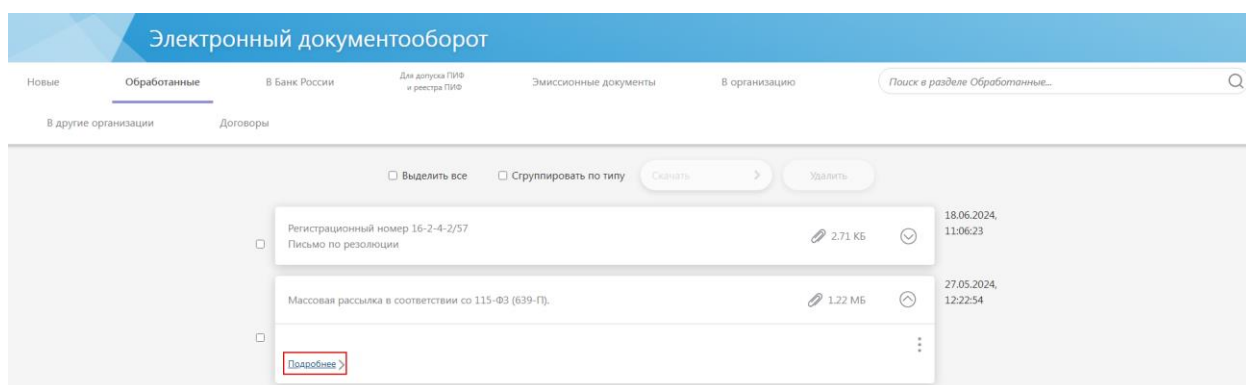 Электронный документооборот
Новые
Обработанные
В Банк России
Для допуска ПИФ
и реестра ПИФ
Эмиссионные документы
В организацию
Поиск в разделе Обработанные...
В другие организации
Договоры
Выделить все
Сгруппировать по типу
Скачать
Удалить
Регистрационный номер 16-2-4-2/57
Письмо по резолюции
2.71 КБ
18.06.2024,
11:06:23
Массовая рассылка в соответствии со 115-ФЗ (639-П).
1.22 МБ
27.05.2024,
12:22:54
Подробнее